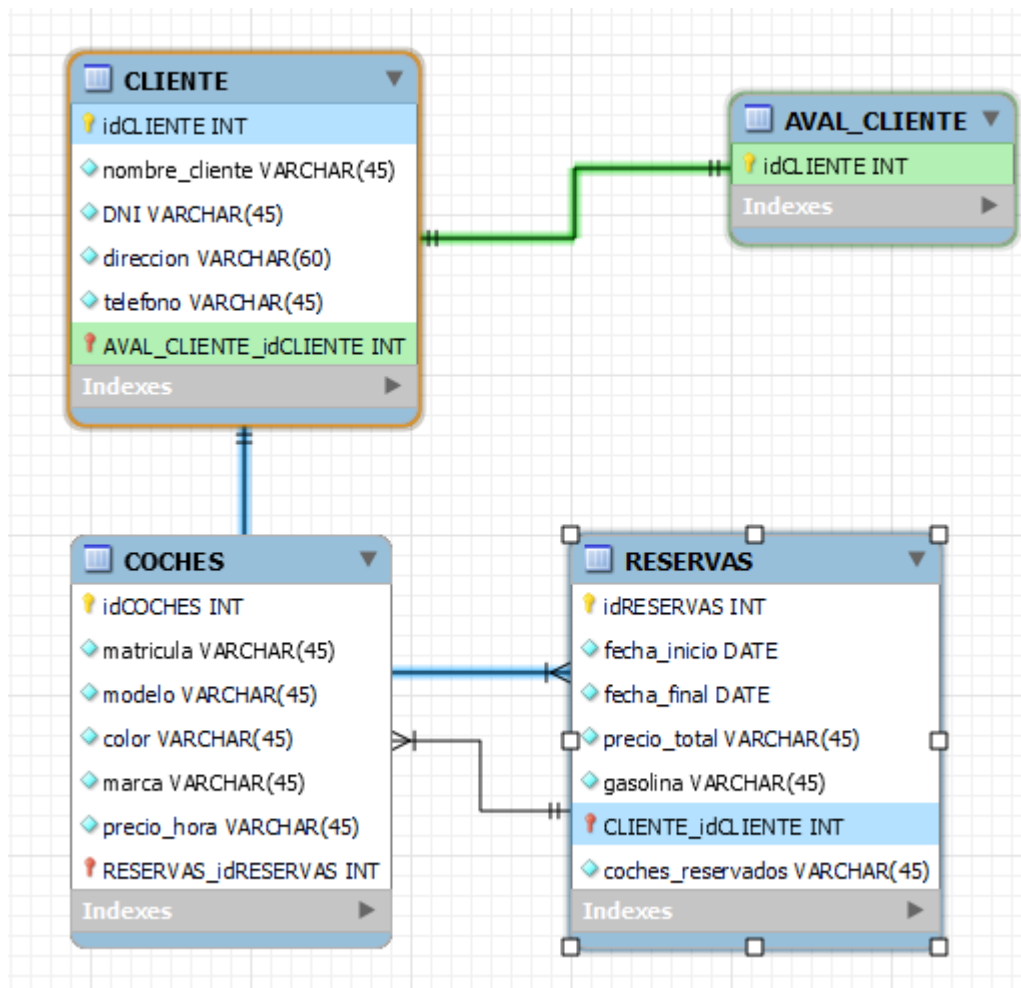 CLIENTE
idCLIENTE INT
nombre_cliente VARCHAR(45)
DNI VARCHAR(45)
direccion VARCHAR(60)
telefono VARCHAR(45)
AVAL_CLIENTE_idCLIENTE INT
Indexes
AVAL_CLIENTE
idCLIENTE INT
Indexes
COCHES
idCOCHES INT
matricula VARCHAR(45)
modelo VARCHAR(45)
color VARCHAR(45)
marca VARCHAR(45)
precio_hora VARCHAR(45)
RESERVAS_idRESERVAS INT
Indexes
RESERVAS
idRESERVAS INT
fecha_inicio DATE
fecha_final DATE
precio_total VARCHAR(45)
gasolina VARCHAR(45)
CLIENTE_idCLIENTE INT
coches_reservados VARCHAR(45)
Indexes